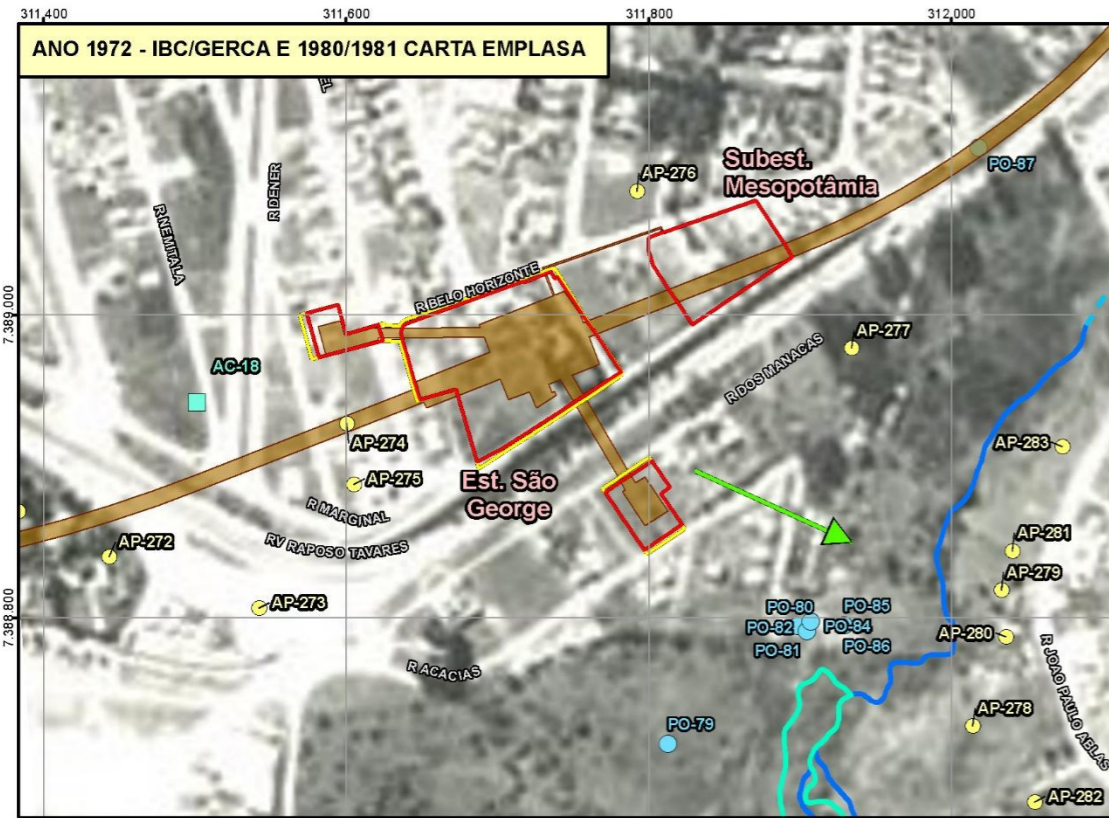 311,400 311,600 311,800 312,000
ANO 1972 - IBC/GERCA E 1980/1981 CARTA EMPLASA
Subest.
Mesopotâmia
AP-276
PO-87
R NEMITALA
R DENER
R BELO HORIZONTE
7.389,000
AC-18
AP-277
R DOS MANACAS
AP-274
AP-275
AP-283
Est. São
George
R MARGINAL
RV RAPOSO TAVARES
AP-272
AP-281
AP-279
AP-273
PO-80 PO-85
PO-82 PO-84
PO-81 PO-86
AP-280
7.388,800
R ACACIAS
R JOAO PAULO ABLAS
AP-278
PO-79
AP-282